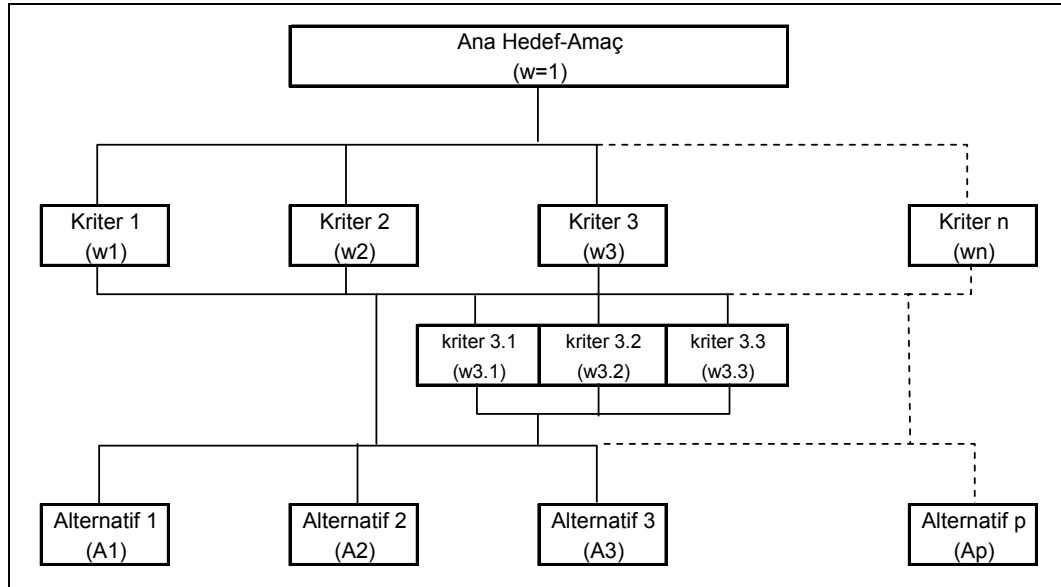 Ana Hedef-Amaç
(w=1)
Kriter 1
(w1)
Kriter 2
(w2)
Kriter 3
(w3)
Kriter n
(wn)
kriter 3.1
(w3.1)
kriter 3.2
(w3.2)
kriter 3.3
(w3.3)
Alternatif 1
(A1)
Alternatif 2
(A2)
Alternatif 3
(A3)
Alternatif p
(Ap)